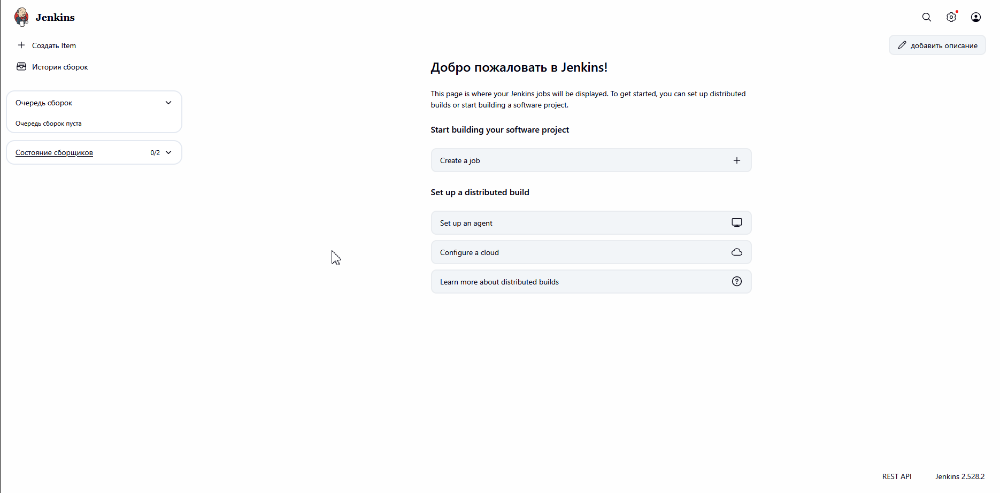 Jenkins
Создать Item
История сборок
Очередь сборок
Очередь сборок пуста
Состояние сборщиков 0/2
добавить описание
Добро пожаловать в Jenkins!
This page is where your Jenkins jobs will be displayed. To get started, you can set up distributed
builds or start building a software project.
Start building your software project
Create a job
Set up a distributed build
Set up an agent
Configure a cloud
Learn more about distributed builds
REST API
Jenkins 2.528.2